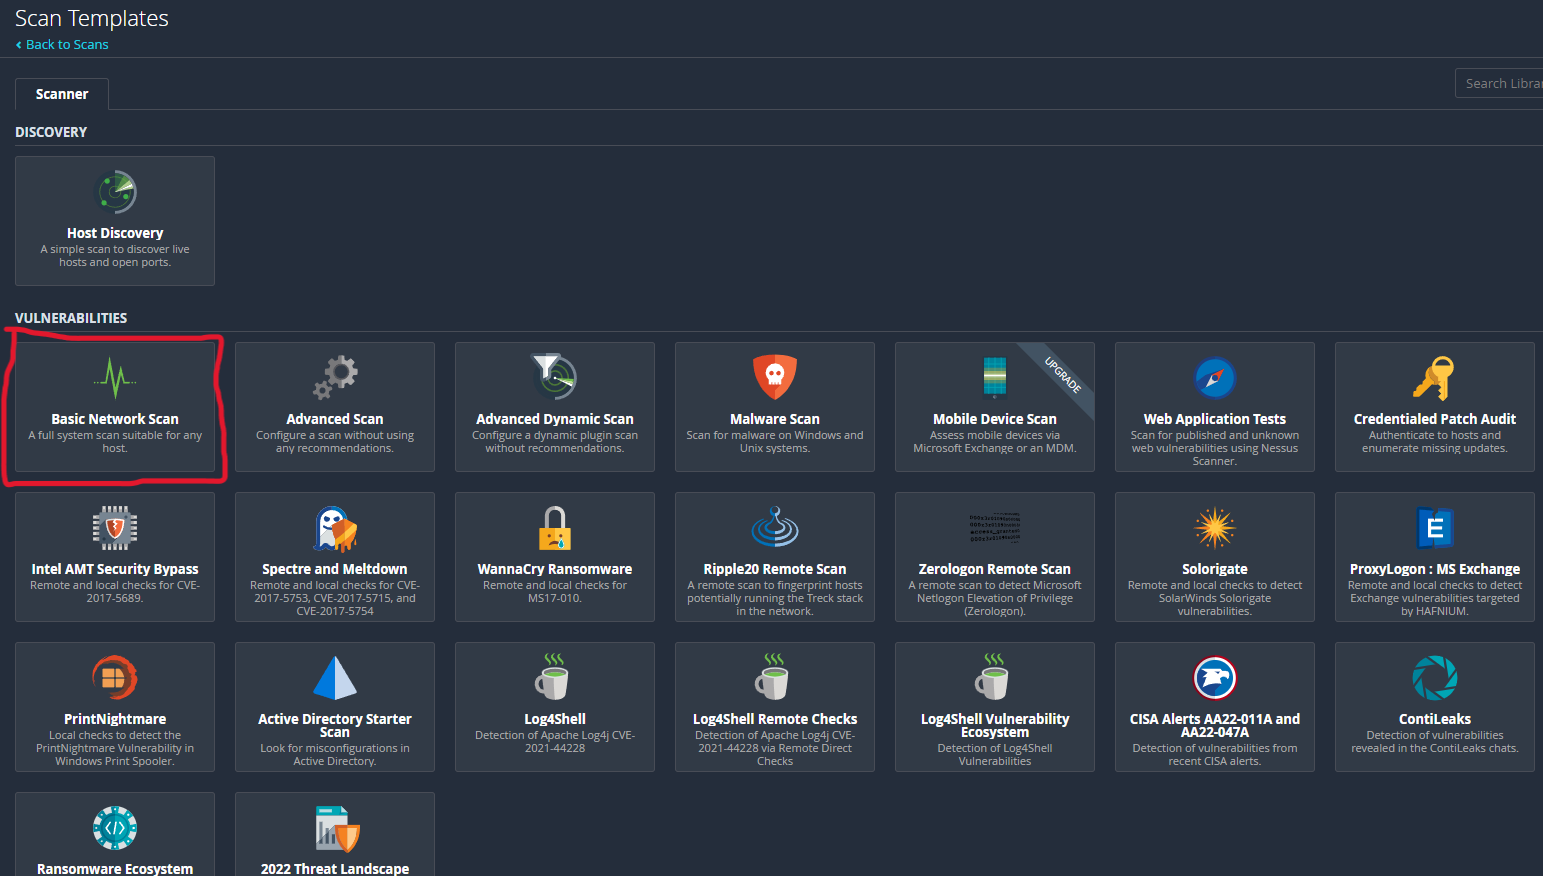 Scan Templates
Back to Scans
Scanner
Search Librar
DISCOVERY
Host Discovery
A simple scan to discover live
hosts and open ports.
VULNERABILITIES
Basic Network Scan
A full system scan suitable for any
host.
Advanced Scan
Configure a scan without using
any recommendations.
Advanced Dynamic Scan
Configure a dynamic plugin scan
without recommendations.
Malware Scan
Scan for malware on Windows and
Unix systems.
UPGRADE
Mobile Device Scan
Assess mobile devices via
Microsoft Exchange or an MDM.
Web Application Tests
Scan for published and unknown
web vulnerabilities using Nessus
Scanner.
Credentialed Patch Audit
Authenticate to hosts and
enumerate missing updates.
Intel AMT Security Bypass
Remote and local checks for CVE-
2017-5689.
Spectre and Meltdown
Remote and local checks for CVE-
2017-5753, CVE-2017-5715, and
CVE-2017-5754
WannaCry Ransomware
Remote and local checks for
MS17-010.
Ripple20 Remote Scan
A remote scan to fingerprint hosts
potentially running the Treck stack
in the network.
Zerologon Remote Scan
A remote scan to detect Microsoft
Netlogon Elevation of Privilege
(Zerologon).
Solorigate
Remote and local checks to detect
SolarWinds Solorigate
vulnerabilities.
E
ProxyLogon : MS Exchange
Remote and local checks to detect
Exchange vulnerabilities targeted
by HAFNIUM.
PrintNightmare
Local checks to detect the
PrintNightmare Vulnerability in
Windows Print Spooler.
Active Directory Starter
Scan
Look for misconfigurations in
Active Directory.
Log4Shell
Detection of Apache Log4j CVE-
2021-44228
Log4Shell Remote Checks
Detection of Apache Log4j CVE-
2021-44228 via Remote Direct
Checks
Log4Shell Vulnerability
Ecosystem
Detection of Log4Shell
Vulnerabilities
CISA Alerts AA22-011A and
AA22-047A
Detection of vulnerabilities from
recent CISA alerts.
ContiLeaks
Detection of vulnerabilities
revealed in the ContiLeaks chats.
</> 
Ransomware Ecosystem
2022 Threat Landscape